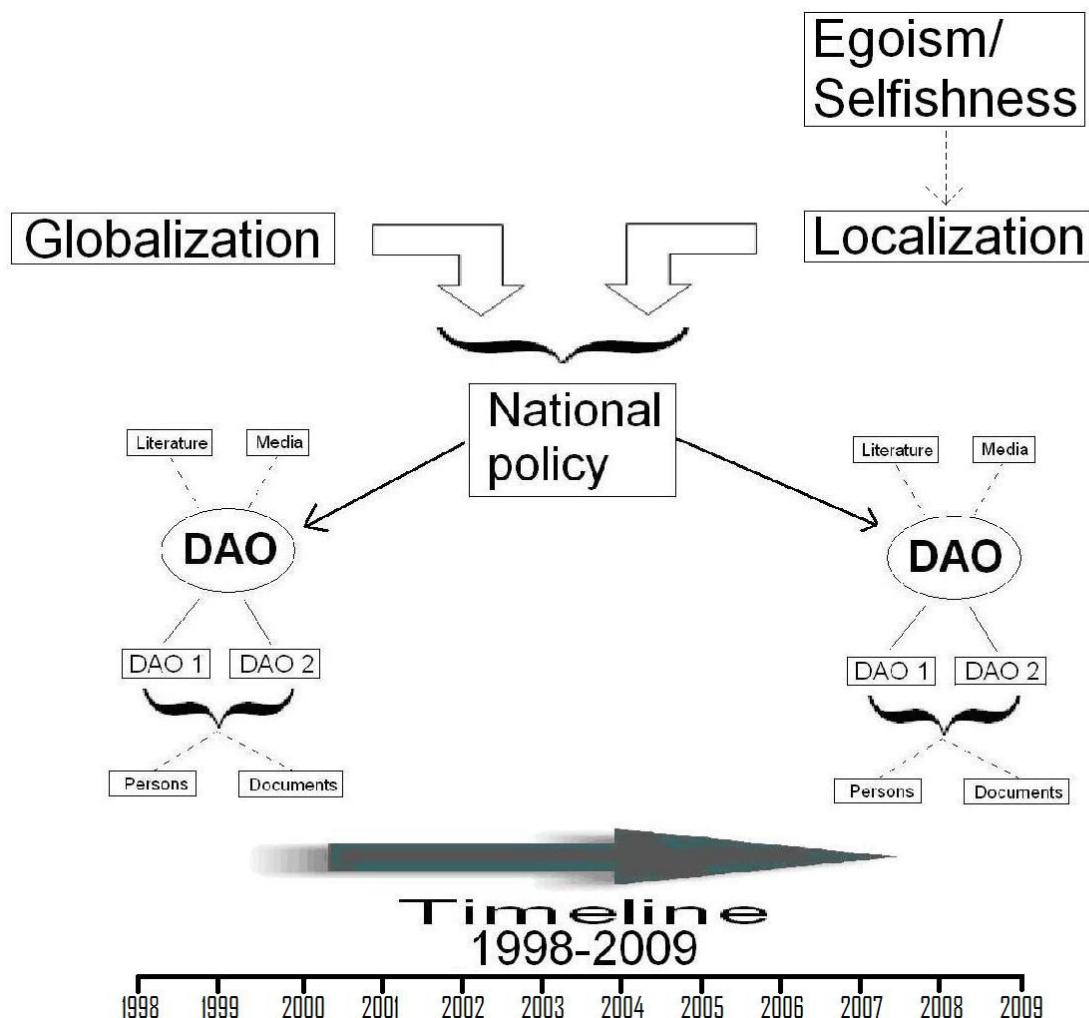 Egoism/
Selfishness
Globalization
Localization
National
policy
Literature
Media
DAO
DAO 1
DAO 2
Persons
Documents
Literature
Media
DAO
DAO 1
DAO 2
Persons
Documents
Timeline
1998-2009
1998 1999 2000 2001 2002 2003 2004 2005 2006 2007 2008 2009